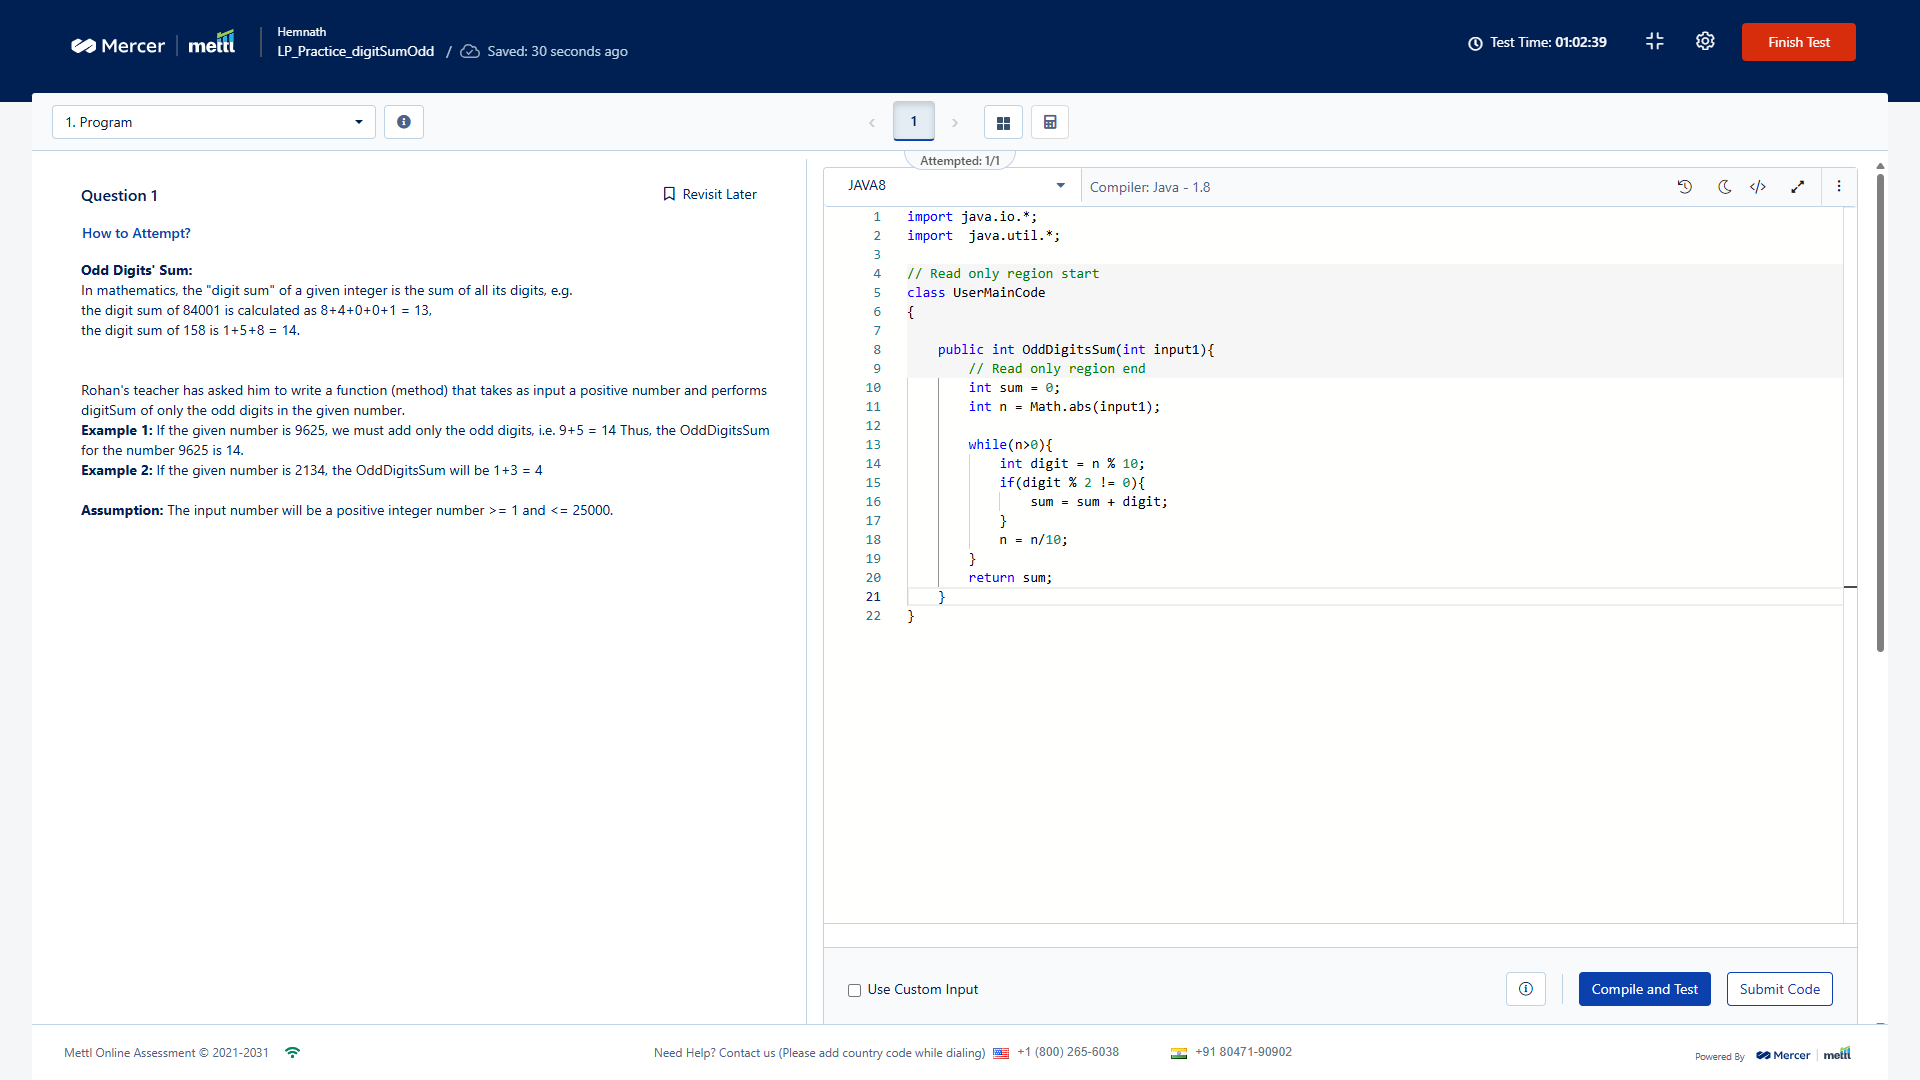 Mercer mettl
Hemnath
LP_Practice_digitSumOdd / Saved: 30 seconds ago
Test Time: 01:02:39
Finish Test
1. Program
1
Attempted: 1/1
Question 1
Revisit Later
How to Attempt?
Odd Digits' Sum:
In mathematics, the "digit sum" of a given integer is the sum of all its digits, e.g.
the digit sum of 84001 is calculated as 8+4+0+0+1 = 13,
the digit sum of 158 is 1+5+8 = 14.
Rohan's teacher has asked him to write a function (method) that takes as input a positive number and performs
digitSum of only the odd digits in the given number.
Example 1: If the given number is 9625, we must add only the odd digits, i.e. 9+5 = 14 Thus, the OddDigitsSum
for the number 9625 is 14.
Example 2: If the given number is 2134, the OddDigitsSum will be 1+3 = 4
Assumption: The input number will be a positive integer number >= 1 and <= 25000.
JAVA8
Compiler: Java - 1.8
1 import java.io.*;
2 import  java.util.*;
3
4 // Read only region start
5 class UserMainCode
6 {
7
8     public int OddDigitsSum(int input1){
9         // Read only region end
10         int sum = 0;
11         int n = Math.abs(input1);
12
13         while(n>0){
14             int digit = n % 10;
15             if(digit % 2 != 0){
16                 sum = sum + digit;
17             }
18             n = n/10;
19         }
20         return sum;
21     }
22 }
Use Custom Input
Compile and Test
Submit Code
Mettl Online Assessment © 2021-2031
Need Help? Contact us (Please add country code while dialing) +1 (800) 265-6038
+91 80471-90902
Powered By Mercer mettl